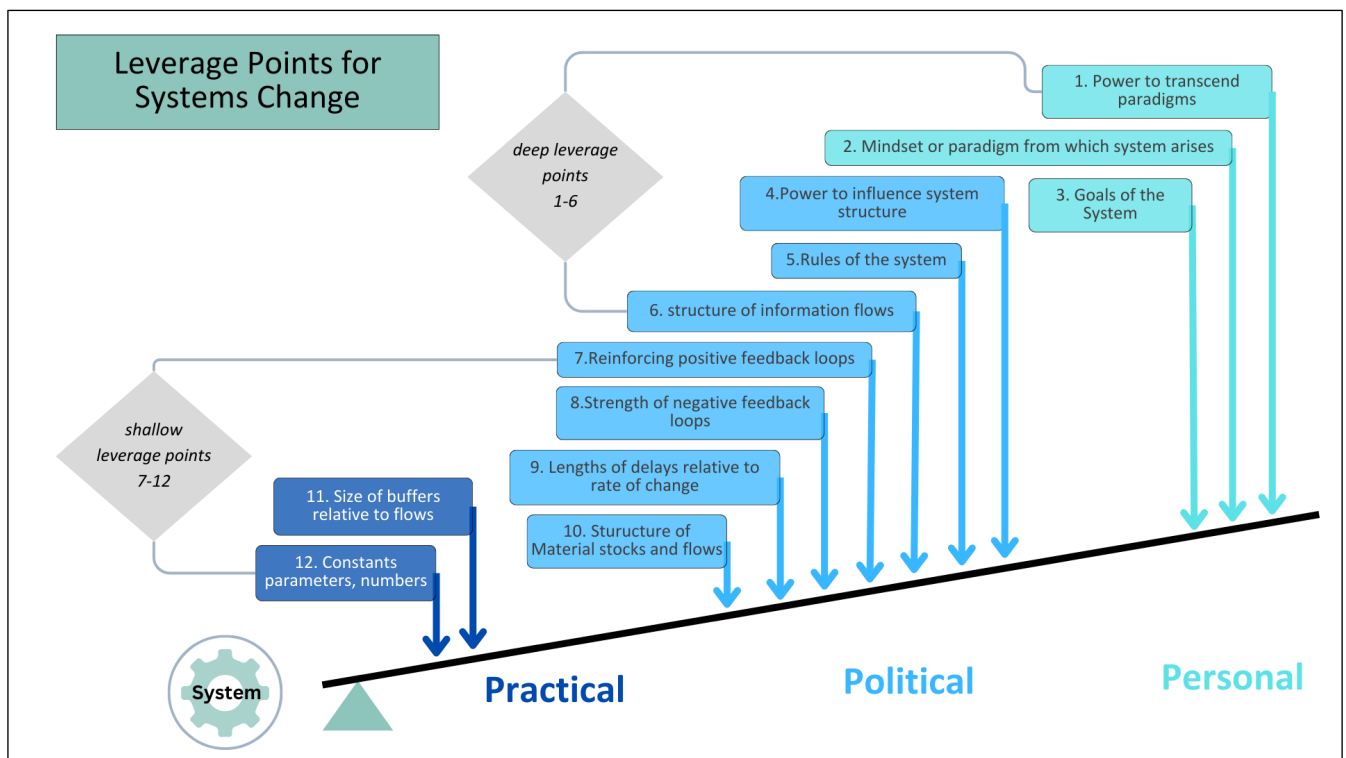 Leverage Points for
Systems Change
1. Power to transcend
paradigms
deep leverage
points
1-6
2. Mindset or paradigm from which system arises
4.Power to influence system
structure
3. Goals of the
System
5.Rules of the system
6. structure of information flows
7.Reinforcing positive feedback loops
8.Strength of negative feedback
loops
shallow
leverage points
7-12
9. Lengths of delays relative to
rate of change
11. Size of buffers
relative to flows
10. Sturucture of
Material stocks and flows
12. Constants
parameters, numbers
System
Practical
Political
Personal